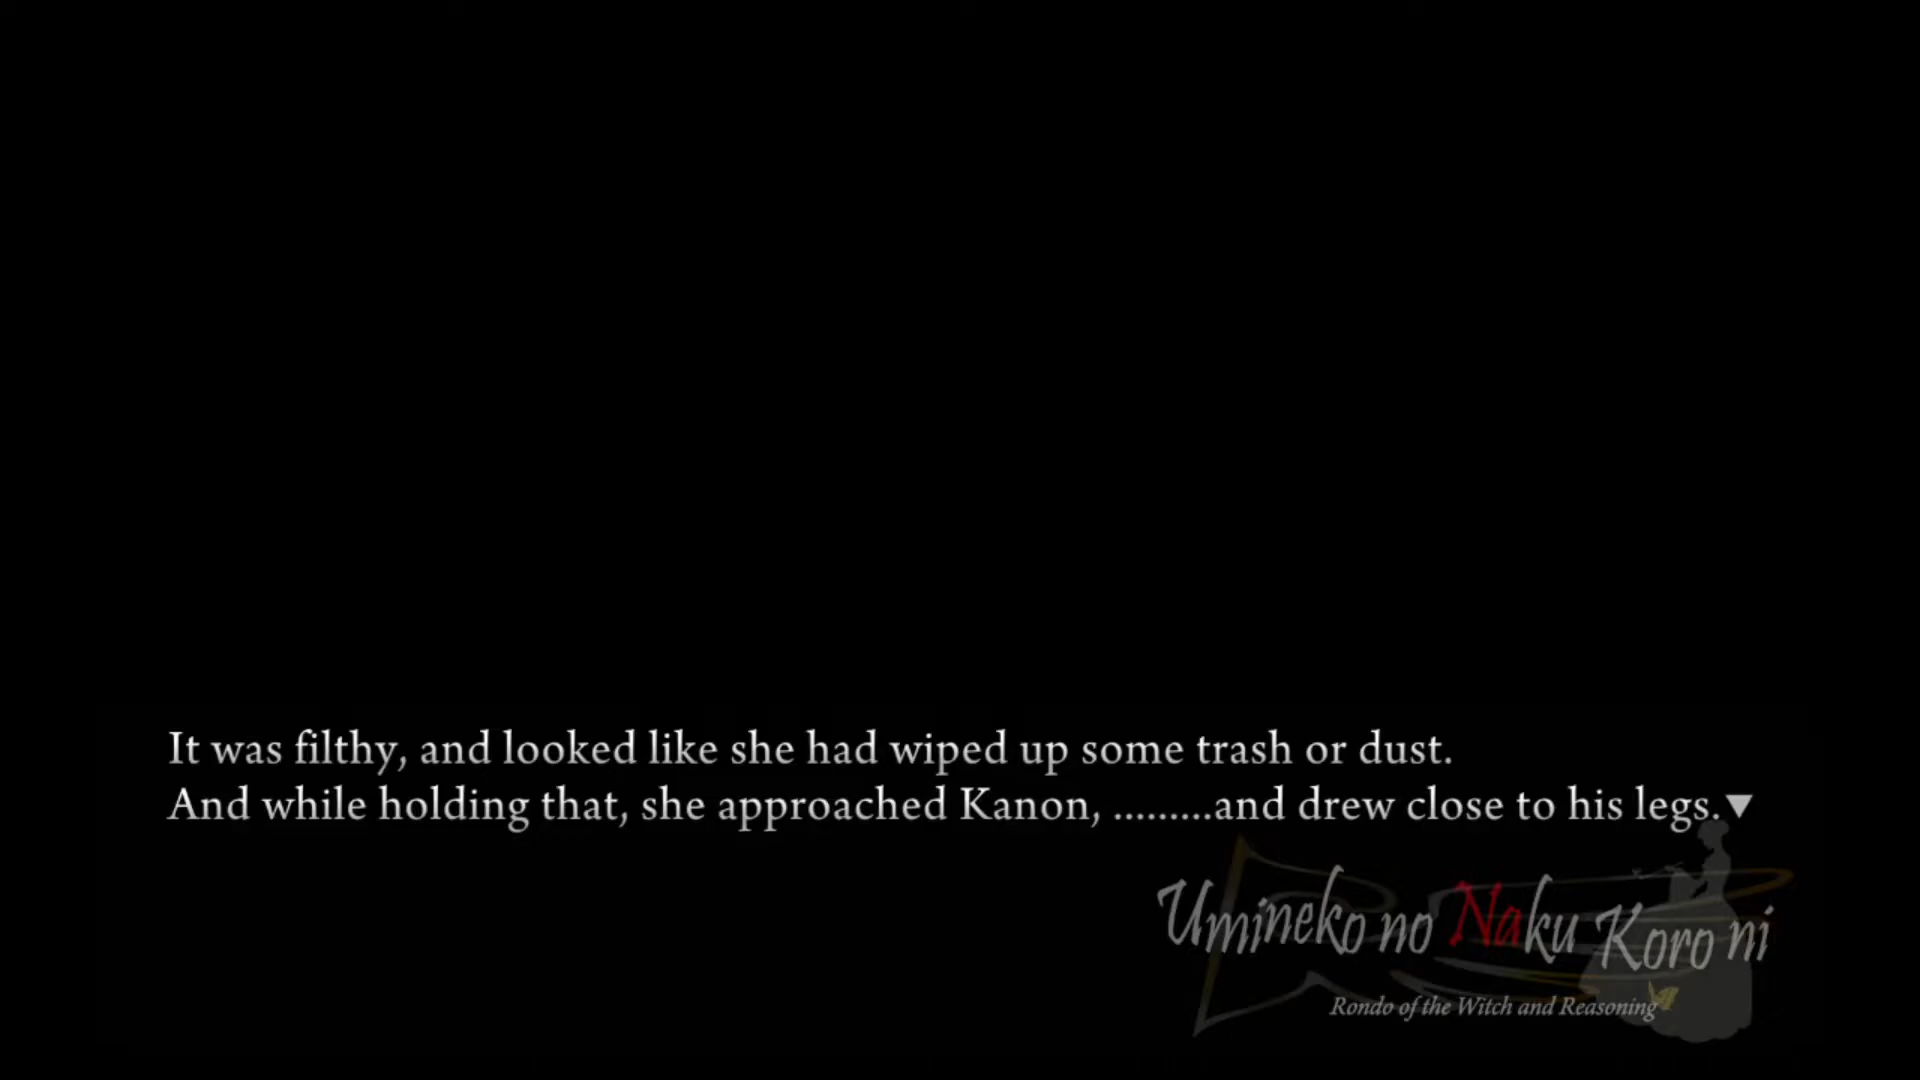 It was filthy, and looked like she had wiped up some trash or dust.
And while holding that, she approached Kanon, .........and drew close to his legs.▼
Umineko no Naku Koro ni
Rondo of the Witch and Reasoning